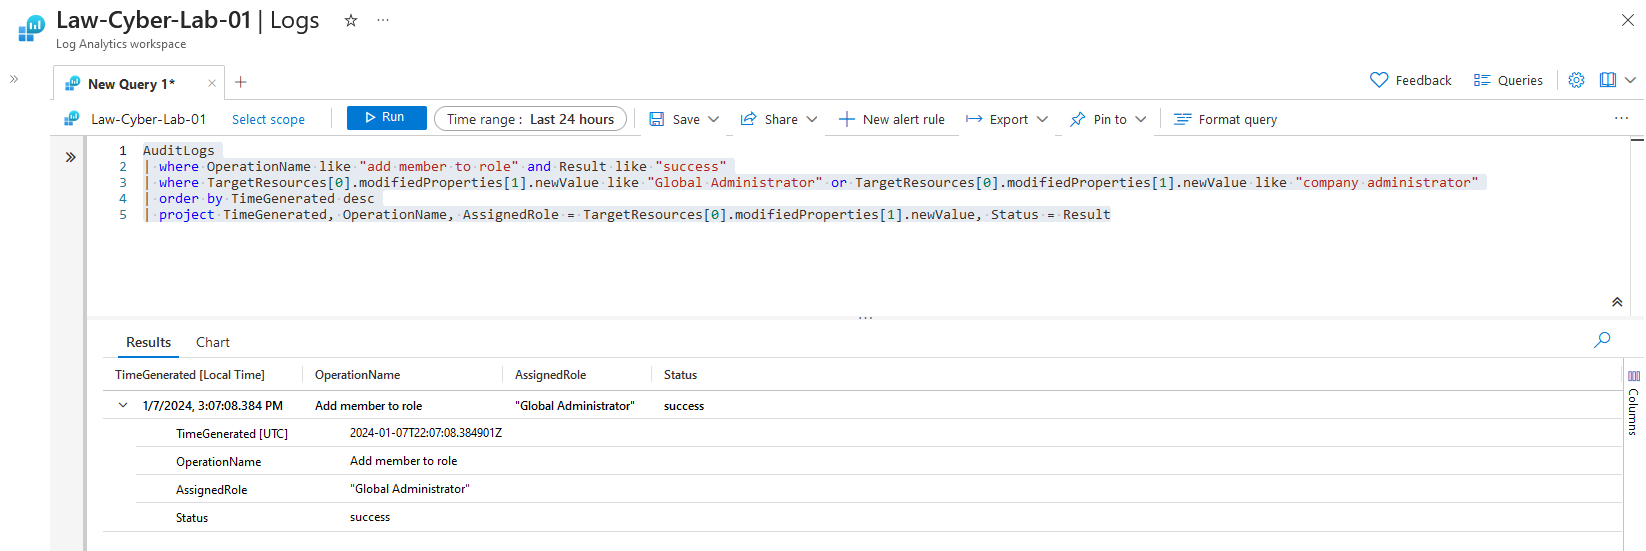 Law-Cyber-Lab-01 | Logs
Log Analytics workspace
New Query 1*
Feedback
Queries
Law-Cyber-Lab-01
Select scope
Run
Time range : Last 24 hours
Save
Share
New alert rule
Export
Pin to
Format query
1 AuditLogs
2 | where OperationName like "add member to role" and Result like "success"
3 | where TargetResources[0].modifiedProperties[1].newValue like "Global Administrator" or TargetResources[0].modifiedProperties[1].newValue like "company administrator"
4 | order by TimeGenerated desc
5 | project TimeGenerated, OperationName, AssignedRole = TargetResources[0].modifiedProperties[1].newValue, Status = Result
Results Chart
TimeGenerated [Local Time] OperationName AssignedRole Status
1/7/2024, 3:07:08.384 PM Add member to role "Global Administrator" success
TimeGenerated [UTC] 2024-01-07T22:07:08.384901Z
OperationName Add member to role
AssignedRole "Global Administrator"
Status success
Columns